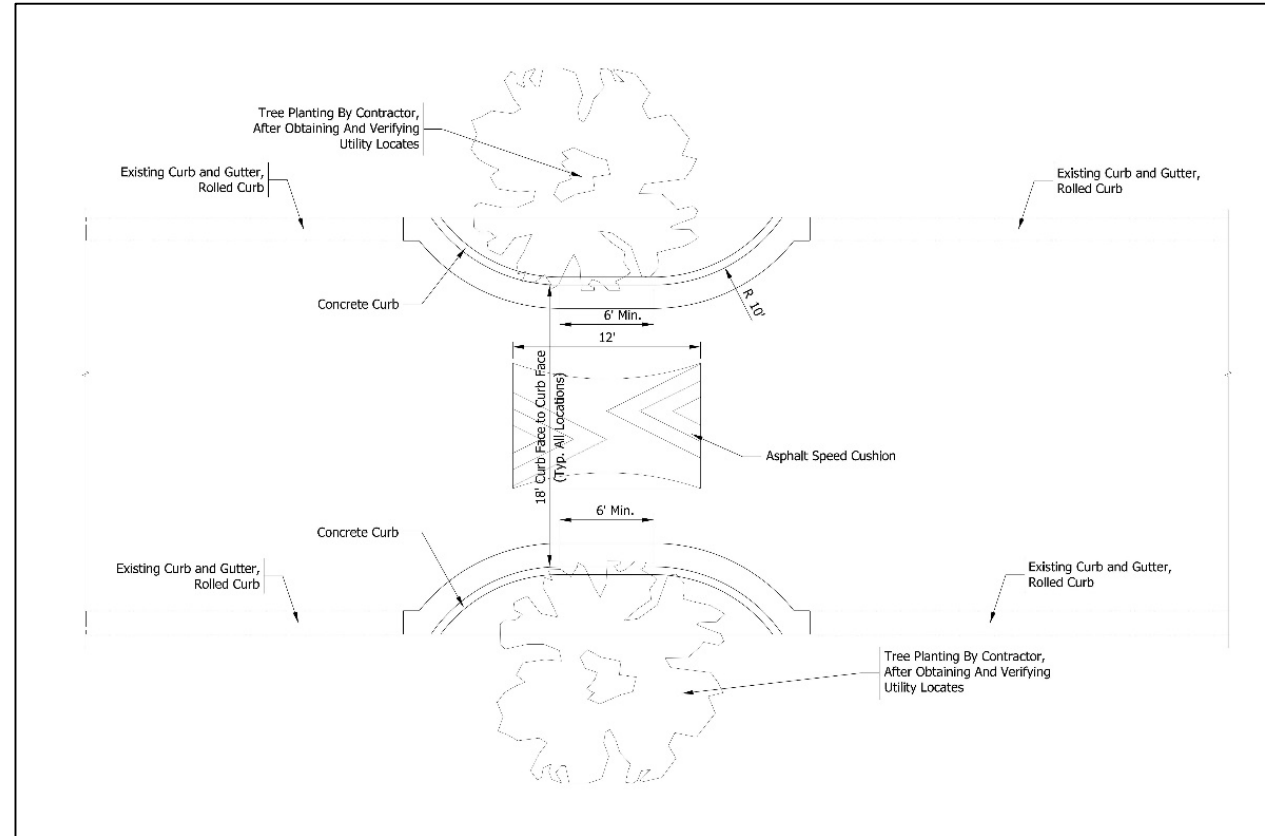 Tree Planting By Contractor,
After Obtaining And Verifying
Utility Locates
Existing Curb and Gutter,
Rolled Curb
Existing Curb and Gutter,
Rolled Curb
Concrete Curb
R 10'
6' Min.
12'
18' Curb Face to Curb Face
(Typ. All Locations)
Asphalt Speed Cushion
6' Min.
Concrete Curb
Existing Curb and Gutter,
Rolled Curb
Existing Curb and Gutter,
Rolled Curb
Tree Planting By Contractor,
After Obtaining And Verifying
Utility Locates